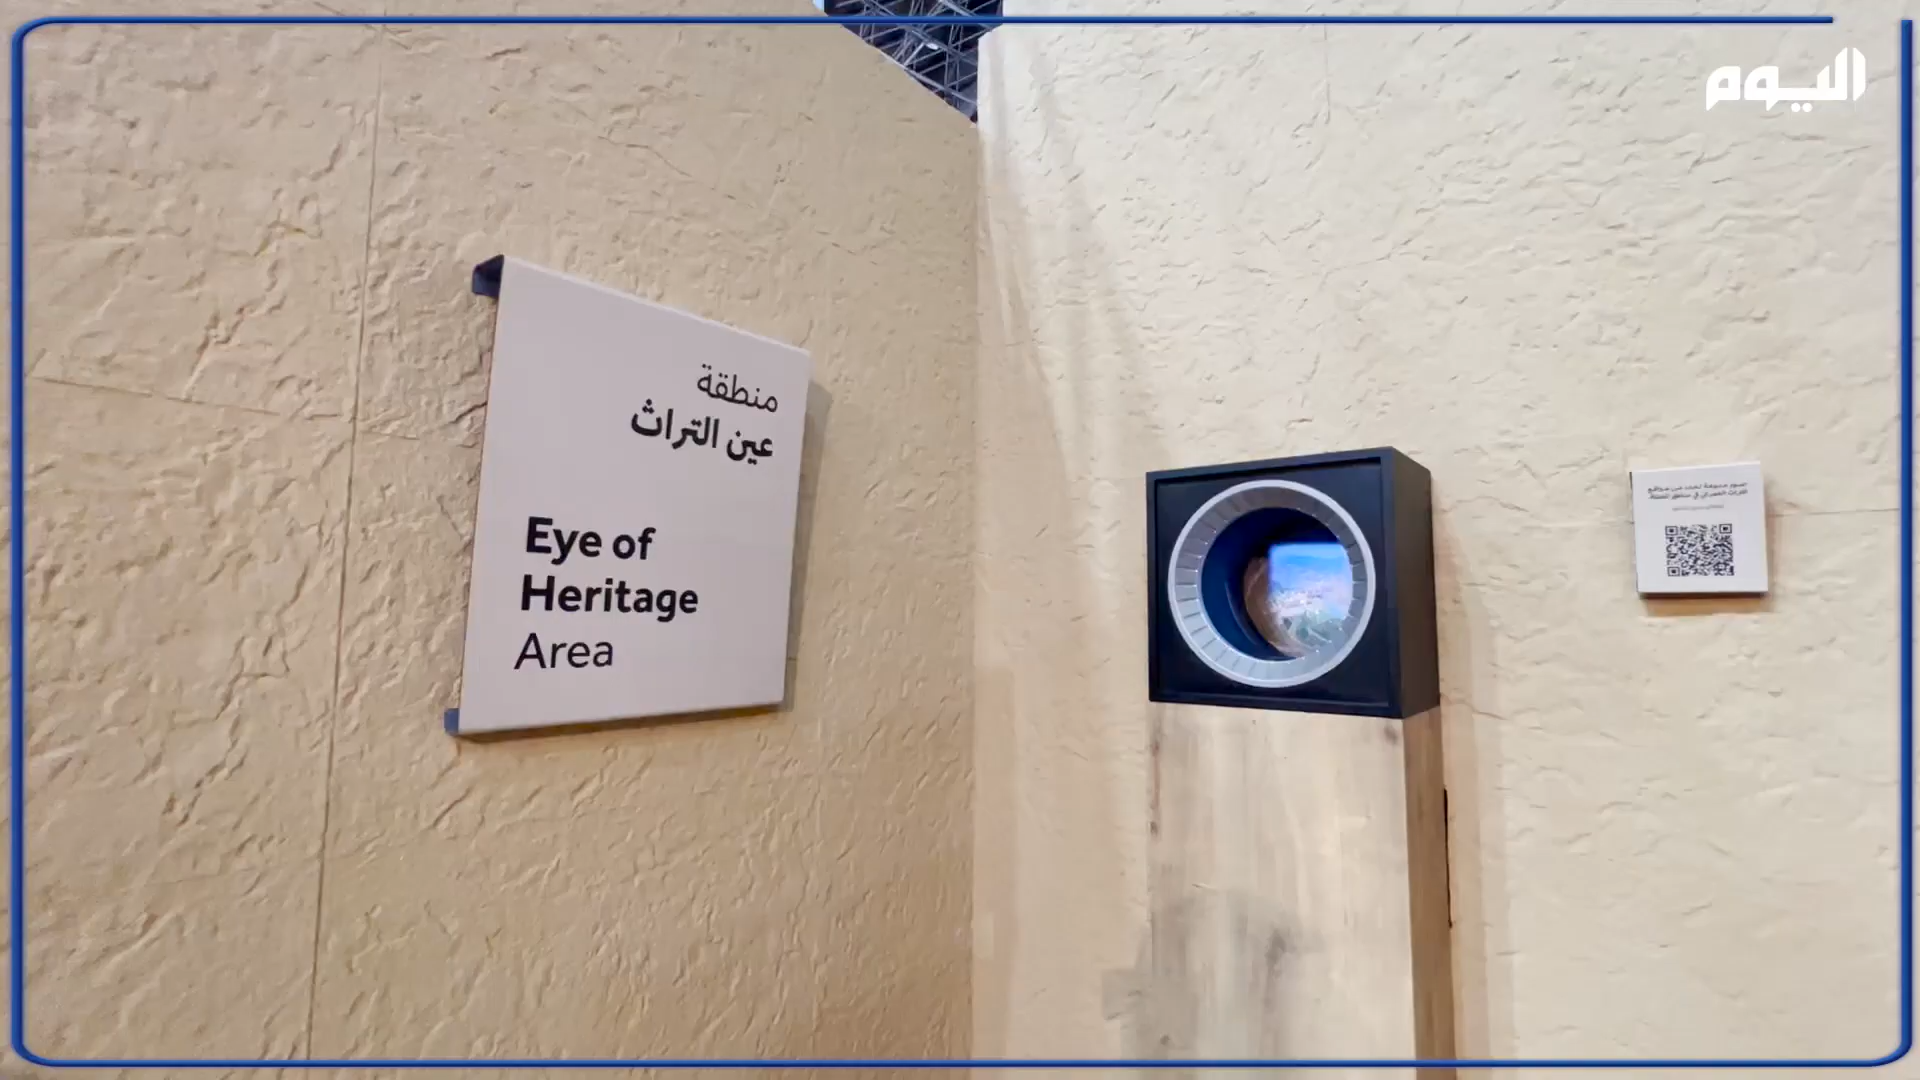 اليوم
منطقة
عين التراث
Eye of
Heritage
Area